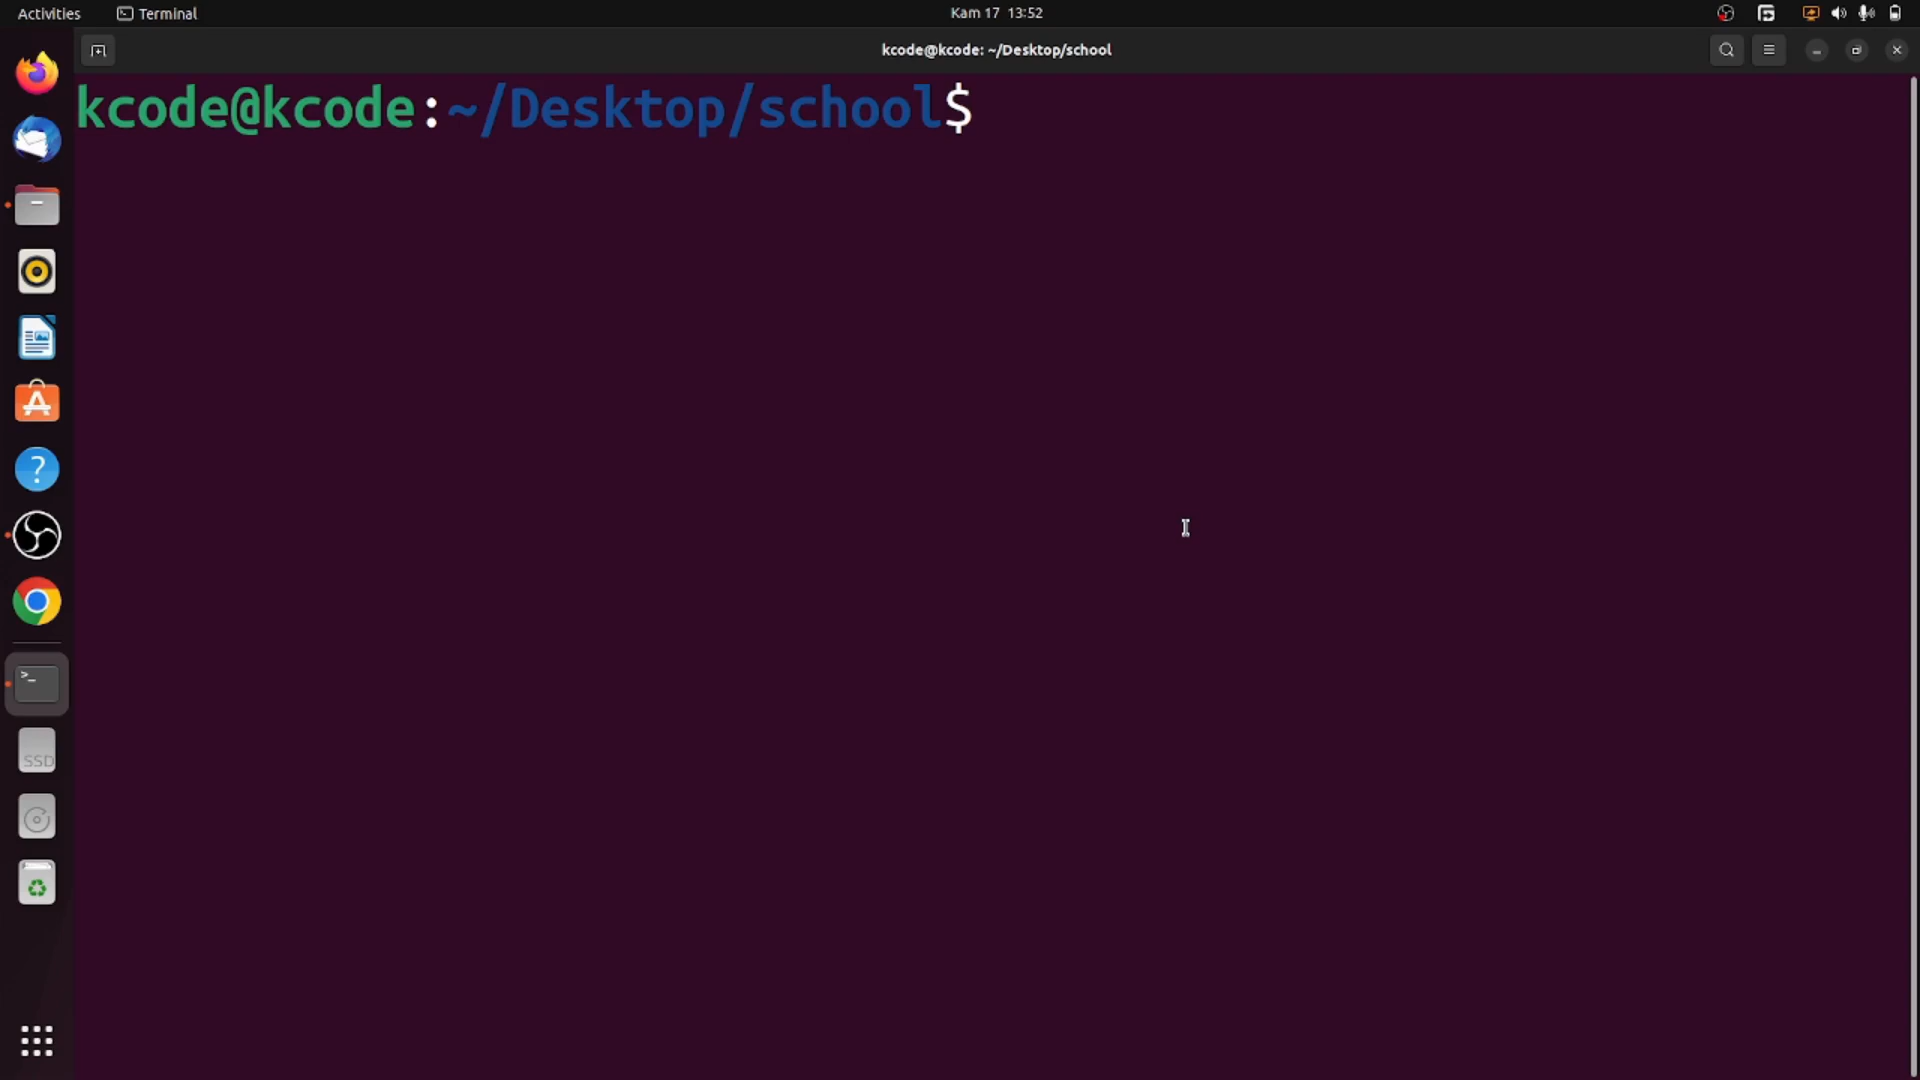 Activities Terminal Kam 17 13:52
kcode@kcode: ~/Desktop/school
kcode@kcode:~/Desktop/school$
>_
SSD